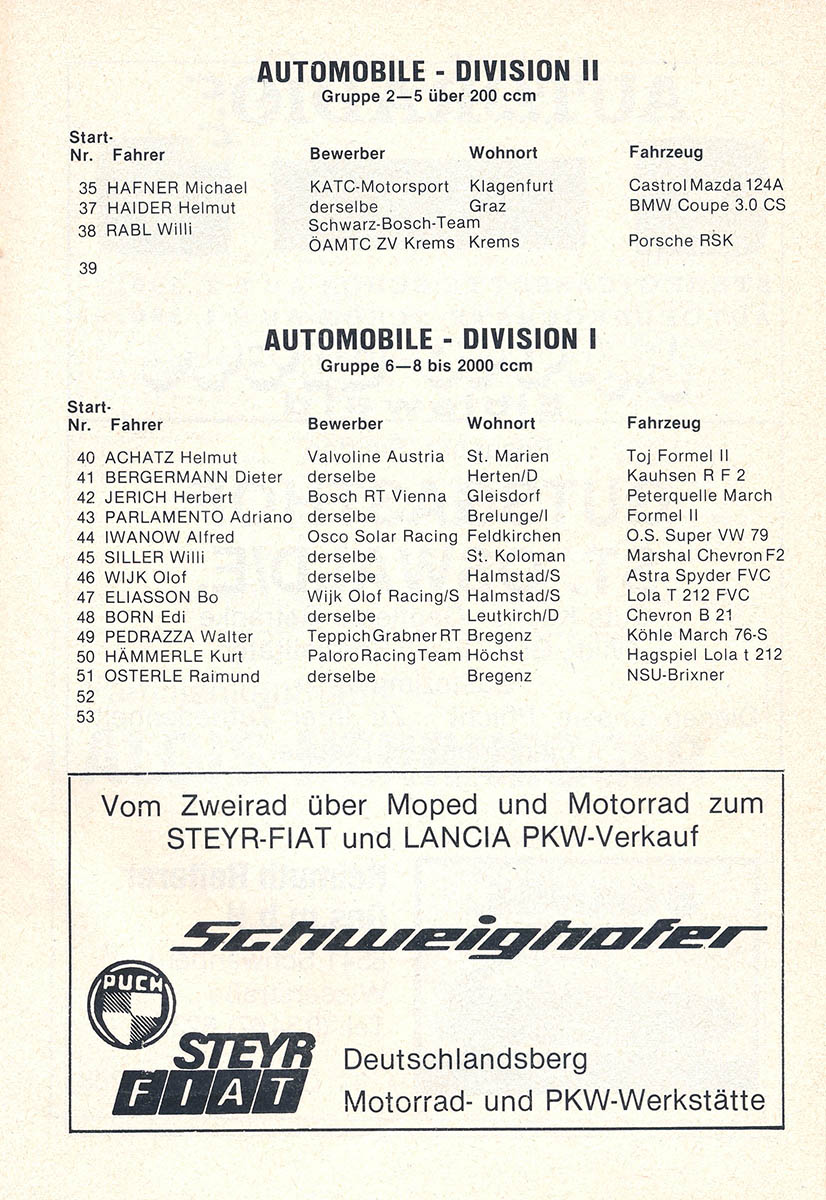 AUTOMOBILE - DIVISION II
Gruppe 2—5 über 200 ccm
Start-
Nr. Fahrer Bewerber Wohnort Fahrzeug
35 HAFNER Michael KATC-Motorsport Klagenfurt Castrol Mazda 124A
37 HAIDER Helmut derselbe Graz BMW Coupe 3.0 CS
38 RABL Willi Schwarz-Bosch-Team
ÖAMTC ZV Krems Krems Porsche RSK
39
AUTOMOBILE - DIVISION I
Gruppe 6—8 bis 2000 ccm
Start-
Nr. Fahrer Bewerber Wohnort Fahrzeug
40 ACHATZ Helmut Valvoline Austria St. Marien Toj Formel II
41 BERGERMANN Dieter derselbe Herten/D Kauhsen R F 2
42 JERICH Herbert Bosch RT Vienna Gleisdorf Peterquelle March
43 PARLAMENTO Adriano derselbe Brelunge/I Formel II
44 IWANOW Alfred Osco Solar Racing Feldkirchen O.S. Super VW 79
45 SILLER Willi derselbe St. Koloman Marshal Chevron F2
46 WIJK Olof derselbe Halmstad/S Astra Spyder FVC
47 ELIASSON Bo Wijk Olof Racing/S Halmstad/S Lola T 212 FVC
48 BORN Edi derselbe Leutkirch/D Chevron B 21
49 PEDRAZZA Walter Teppich Grabner RT Bregenz Köhle March 76-S
50 HÄMMERLE Kurt Paloro Racing Team Höchst Hagspiel Lola t 212
51 OSTERLE Raimund derselbe Bregenz NSU-Brixner
52
53
Vom Zweirad über Moped und Motorrad zum
STEYR-FIAT und LANCIA PKW-Verkauf
Schweighofer
PUCH
STEYR
FIAT
Deutschlandsberg
Motorrad- und PKW-Werkstätte